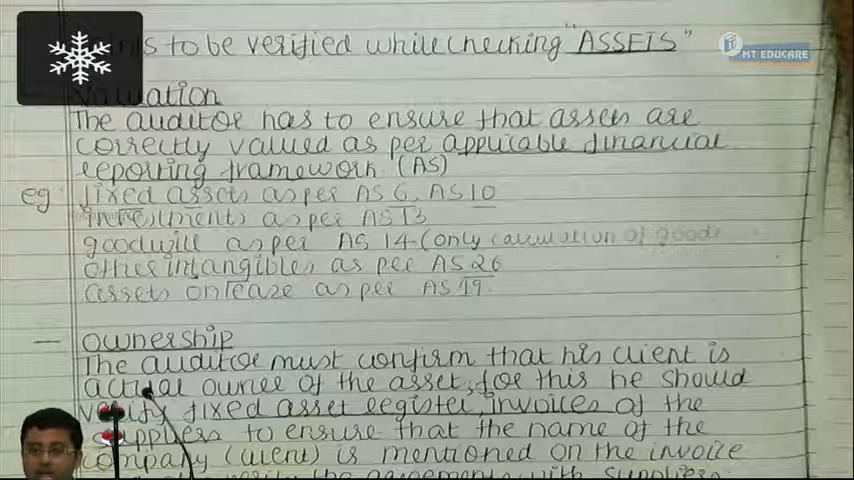 to be verified while checking "ASSETS"
MT EDUCARE
Valuation
The auditor has to ensure that assets are
correctly valued as per applicable financial
reporting framework (AS)
eg fixed assets as per AS 6, AS 10
investments as per AS 13
goodwill as per AS 14 (only calculation of
other intangibles as per AS 26
assets on lease as per AS 19
— ownership
The auditor must confirm that his client is
actual owner of the asset, for this he should
verify fixed asset register, invoices of the
suppliers to ensure that the name of the
company (client) is mentioned on the invoice
agreements with suppliers